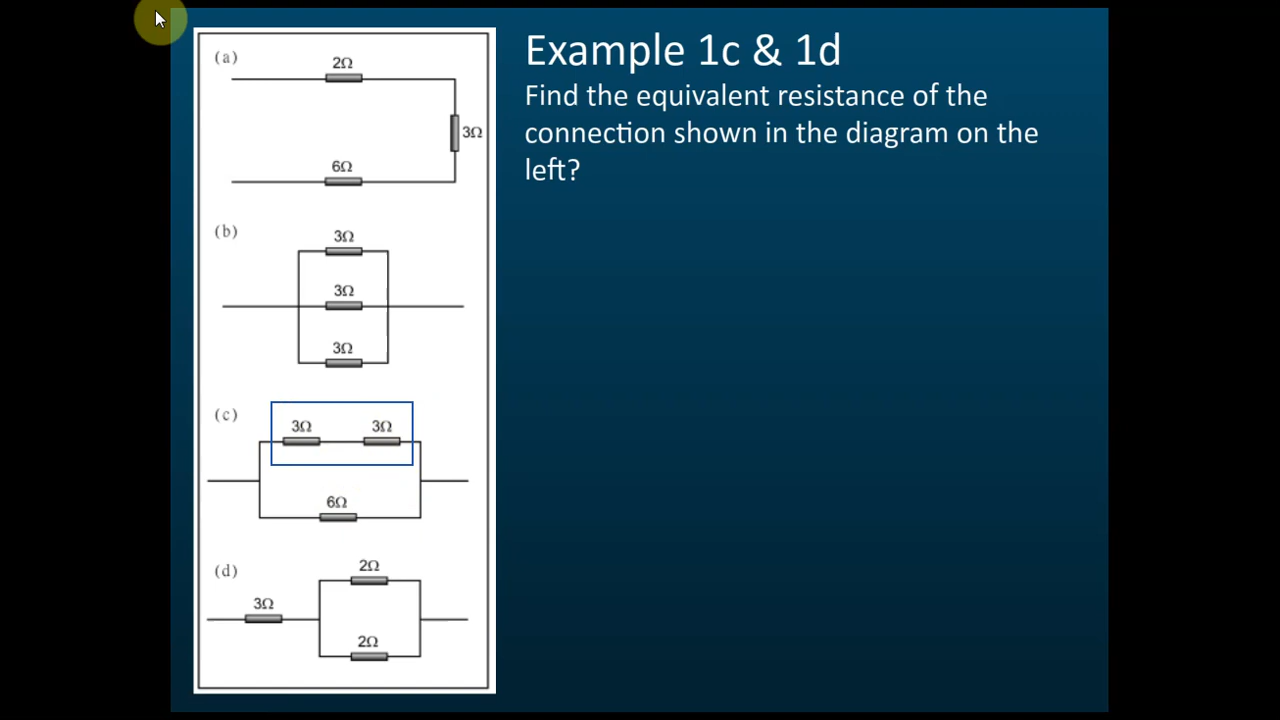 Example 1c & 1d
Find the equivalent resistance of the
connection shown in the diagram on the
left?
(a)
2Ω
3Ω
6Ω
(b)
3Ω
3Ω
3Ω
(c)
3Ω 3Ω
6Ω
(d)
2Ω
3Ω
2Ω